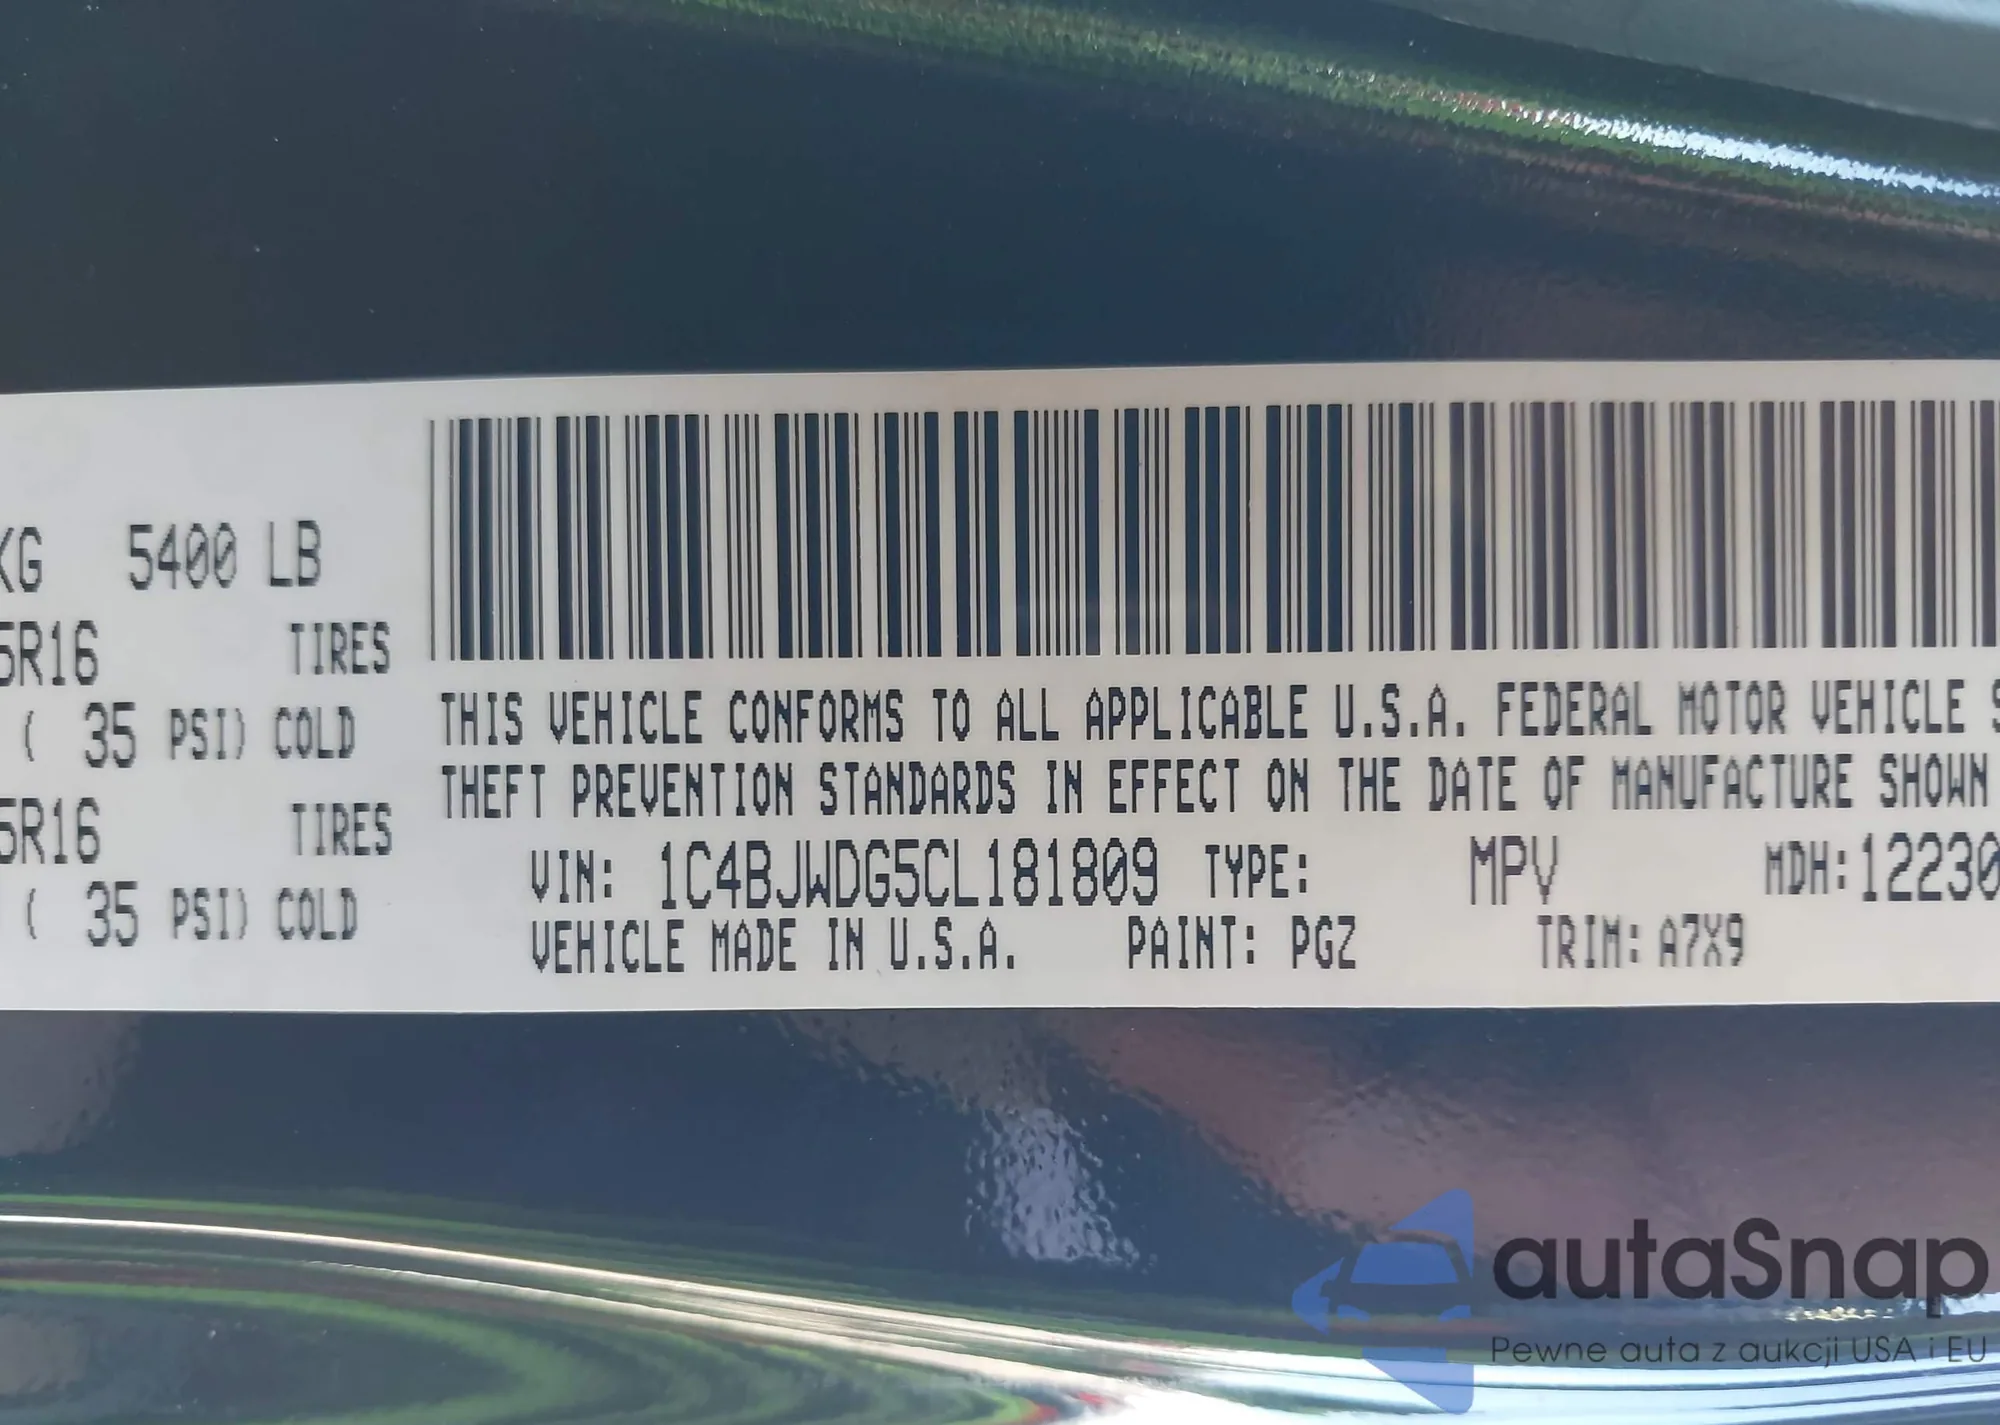 KG 5400 LB
5R16 TIRES
( 35 PSI) COLD
5R16 TIRES
( 35 PSI) COLD
THIS VEHICLE CONFORMS TO ALL APPLICABLE U.S.A. FEDERAL MOTOR VEHICLE S
THEFT PREVENTION STANDARDS IN EFFECT ON THE DATE OF MANUFACTURE SHOWN
VIN: 1C4BJWDG5CL181809 TYPE: MPV MDH:12230
VEHICLE MADE IN U.S.A. PAINT: PGZ TRIM: A7X9
autaSnap
Pewne auta z aukcji USA i EU